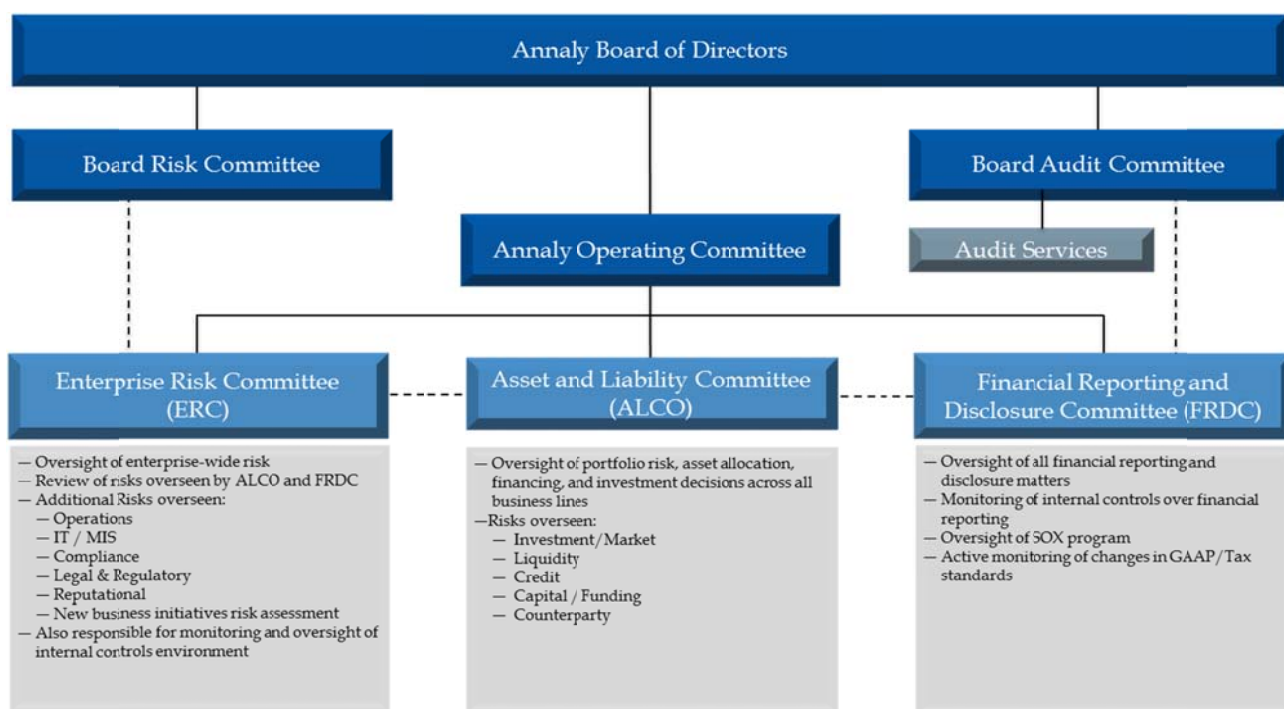 Annaly Board of Directors
Board Risk Committee
Board Audit Committee
Annaly Operating Committee
Audit Services
Enterprise Risk Committee
(ERC)
Asset and Liability Committee
(ALCO)
Financial Reporting and
Disclosure Committee (FRDC)
— Oversight of enterprise-wide risk
— Review of risks overseen by ALCO and FRDC
— Additional Risks overseen:
— Operations
— IT / MIS
— Compliance
— Legal & Regulatory
— Reputational
— New business initiatives risk assessment
— Also responsible for monitoring and oversight of
internal controls environment
— Oversight of portfolio risk, asset allocation,
financing, and investment decisions across all
business lines
—Risks overseen:
— Investment/Market
— Liquidity
— Credit
— Capital / Funding
— Counterparty
— Oversight of all financial reporting and
disclosure matters
— Monitoring of internal controls over financial
reporting
— Oversight of SOX program
— Active monitoring of changes in GAAP/Tax
standards